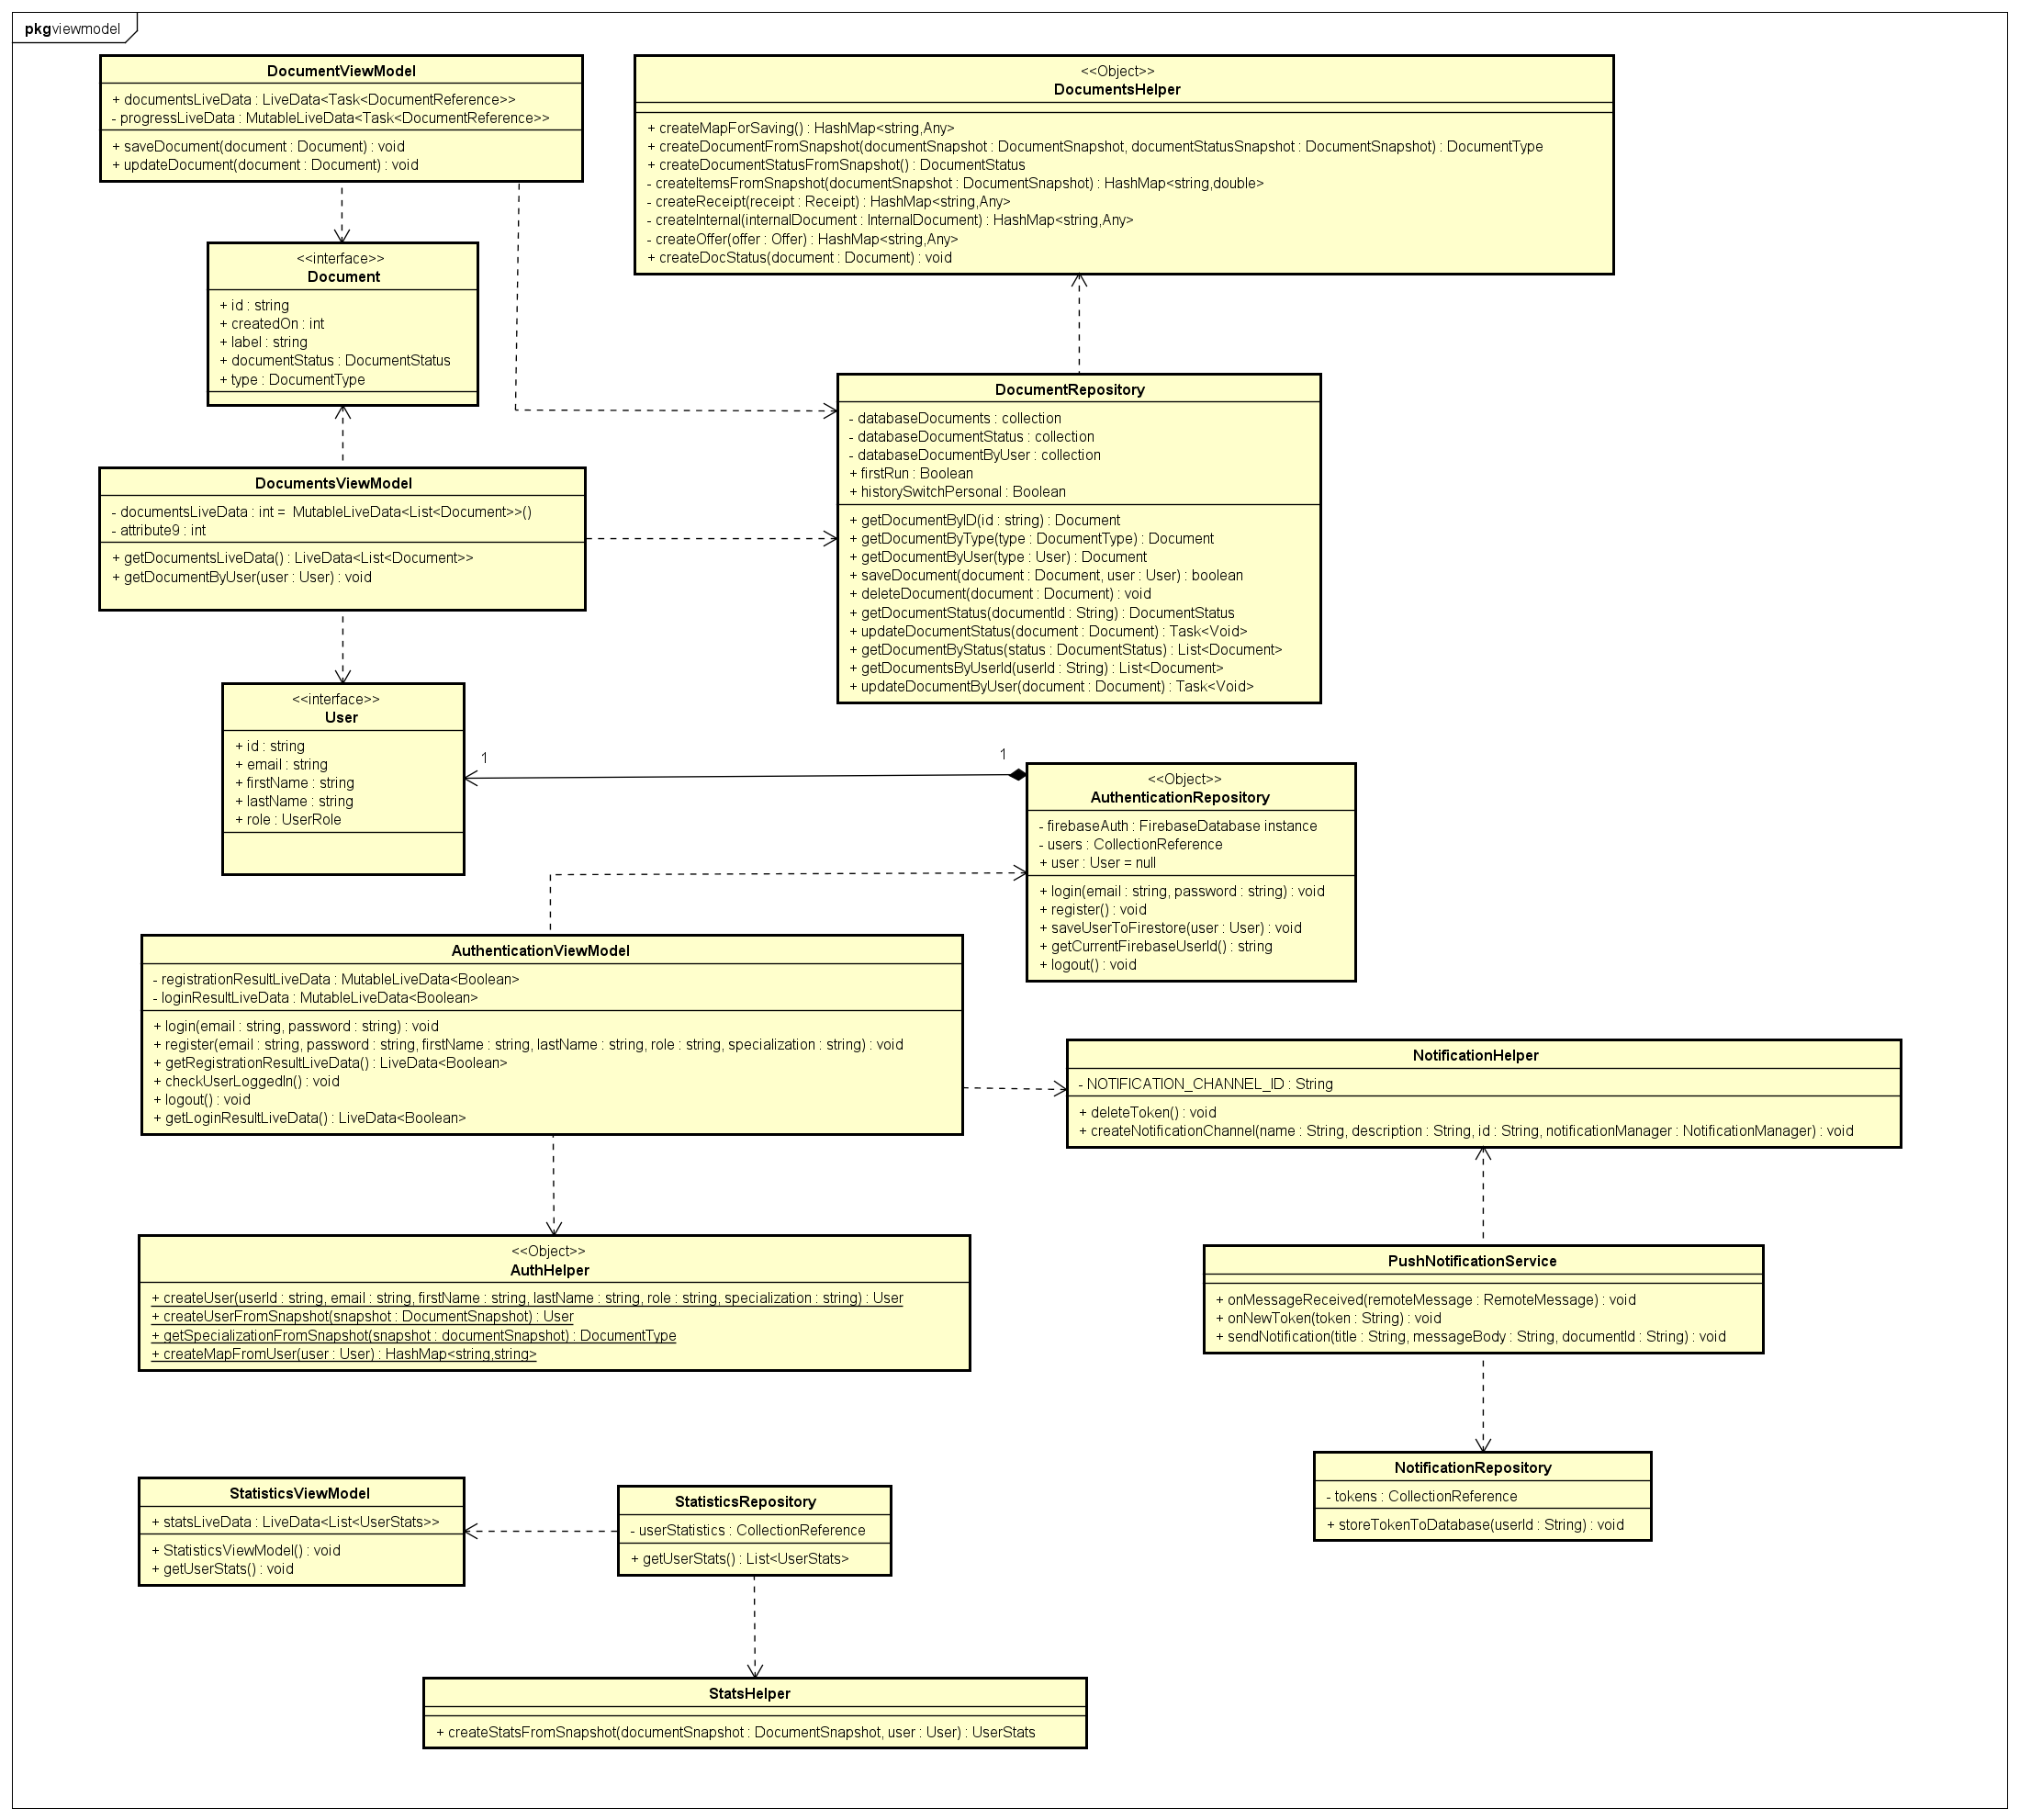 pkg viewmodel
DocumentViewModel
+ documentsLiveData : LiveData<Task<DocumentReference>>
- progressLiveData : MutableLiveData<Task<DocumentReference>>
+ saveDocument(document : Document) : void
+ updateDocument(document : Document) : void
<<Object>>
DocumentsHelper
+ createMapForSaving() : HashMap<string,Any>
+ createDocumentFromSnapshot(documentSnapshot : DocumentSnapshot, documentStatusSnapshot : DocumentSnapshot) : DocumentType
+ createDocumentStatusFromSnapshot() : DocumentStatus
- createItemsFromSnapshot(documentSnapshot : DocumentSnapshot) : HashMap<string,double>
- createReceipt(receipt : Receipt) : HashMap<string,Any>
- createInternal(internalDocument : InternalDocument) : HashMap<string,Any>
- createOffer(offer : Offer) : HashMap<string,Any>
+ createDocStatus(document : Document) : void
<<interface>>
Document
+ id : string
+ createdOn : int
+ label : string
+ documentStatus : DocumentStatus
+ type : DocumentType
DocumentRepository
- databaseDocuments : collection
- databaseDocumentStatus : collection
- databaseDocumentByUser : collection
+ firstRun : Boolean
+ historySwitchPersonal : Boolean
+ getDocumentByID(id : string) : Document
+ getDocumentByType(type : DocumentType) : Document
+ getDocumentByUser(type : User) : Document
+ saveDocument(document : Document, user : User) : boolean
+ deleteDocument(document : Document) : void
+ getDocumentStatus(documentId : String) : DocumentStatus
+ updateDocumentStatus(document : Document) : Task<Void>
+ getDocumentByStatus(status : DocumentStatus) : List<Document>
+ getDocumentsByUserId(userId : String) : List<Document>
+ updateDocumentByUser(document : Document) : Task<Void>
DocumentsViewModel
- documentsLiveData : int = MutableLiveData<List<Document>>()
- attribute9 : int
+ getDocumentsLiveData() : LiveData<List<Document>>
+ getDocumentByUser(user : User) : void
<<interface>>
User
+ id : string
+ email : string
+ firstName : string
+ lastName : string
+ role : UserRole
1
1
<<Object>>
AuthenticationRepository
- firebaseAuth : FirebaseDatabase instance
- users : CollectionReference
+ user : User = null
+ login(email : string, password : string) : void
+ register() : void
+ saveUserToFirestore(user : User) : void
+ getCurrentFirebaseUserId() : string
+ logout() : void
AuthenticationViewModel
- registrationResultLiveData : MutableLiveData<Boolean>
- loginResultLiveData : MutableLiveData<Boolean>
+ login(email : string, password : string) : void
+ register(email : string, password : string, firstName : string, lastName : string, role : string, specialization : string) : void
+ getRegistrationResultLiveData() : LiveData<Boolean>
+ checkUserLoggedIn() : void
+ logout() : void
+ getLoginResultLiveData() : LiveData<Boolean>
NotificationHelper
- NOTIFICATION_CHANNEL_ID : String
+ deleteToken() : void
+ createNotificationChannel(name : String, description : String, id : String, notificationManager : NotificationManager) : void
<<Object>>
AuthHelper
+ createUser(userId : string, email : string, firstName : string, lastName : string, role : string, specialization : string) : User
+ createUserFromSnapshot(snapshot : DocumentSnapshot) : User
+ getSpecializationFromSnapshot(snapshot : documentSnapshot) : DocumentType
+ createMapFromUser(user : User) : HashMap<string,string>
PushNotificationService
+ onMessageReceived(remoteMessage : RemoteMessage) : void
+ onNewToken(token : String) : void
+ sendNotification(title : String, messageBody : String, documentId : String) : void
NotificationRepository
- tokens : CollectionReference
+ storeTokenToDatabase(userId : String) : void
StatisticsViewModel
+ statsLiveData : LiveData<List<UserStats>>
+ StatisticsViewModel() : void
+ getUserStats() : void
StatisticsRepository
- userStatistics : CollectionReference
+ getUserStats() : List<UserStats>
StatsHelper
+ createStatsFromSnapshot(documentSnapshot : DocumentSnapshot, user : User) : UserStats